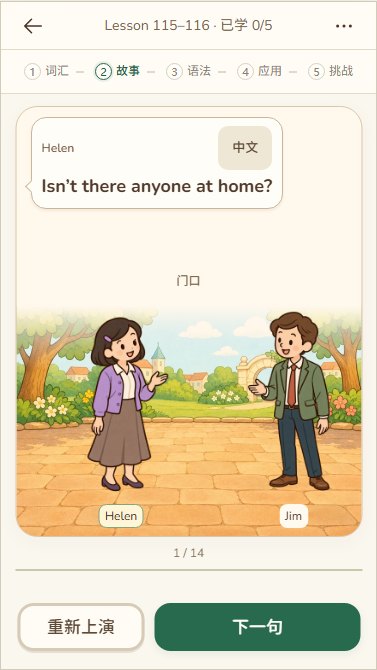 Lesson 115–116 · 已学 0/5
1 词汇 – 2 故事 – 3 语法 – 4 应用 – 5 挑战
Helen
中文
Isn’t there anyone at home?
门口
Helen
Jim
1 / 14
重新上演
下一句